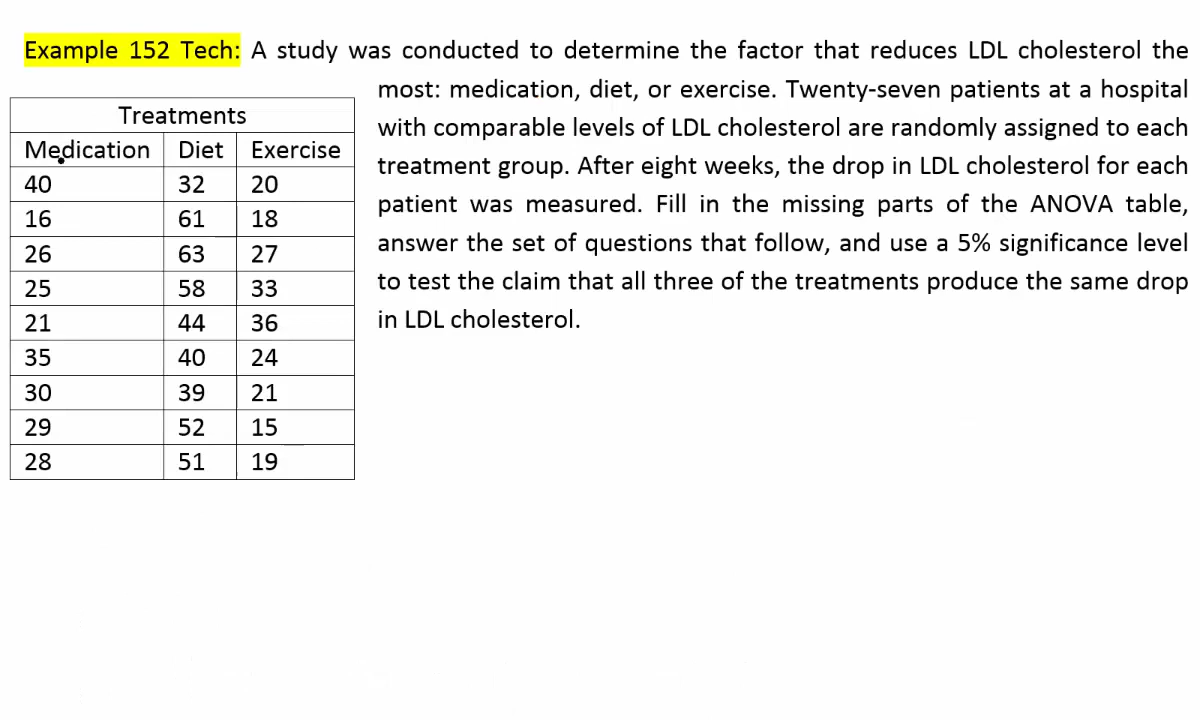 Example 152 Tech: A study was conducted to determine the factor that reduces LDL cholesterol the
most: medication, diet, or exercise. Twenty-seven patients at a hospital
with comparable levels of LDL cholesterol are randomly assigned to each
treatment group. After eight weeks, the drop in LDL cholesterol for each
patient was measured. Fill in the missing parts of the ANOVA table,
answer the set of questions that follow, and use a 5% significance level
to test the claim that all three of the treatments produce the same drop
in LDL cholesterol.
Treatments
Medication Diet Exercise
40 32 20
16 61 18
26 63 27
25 58 33
21 44 36
35 40 24
30 39 21
29 52 15
28 51 19